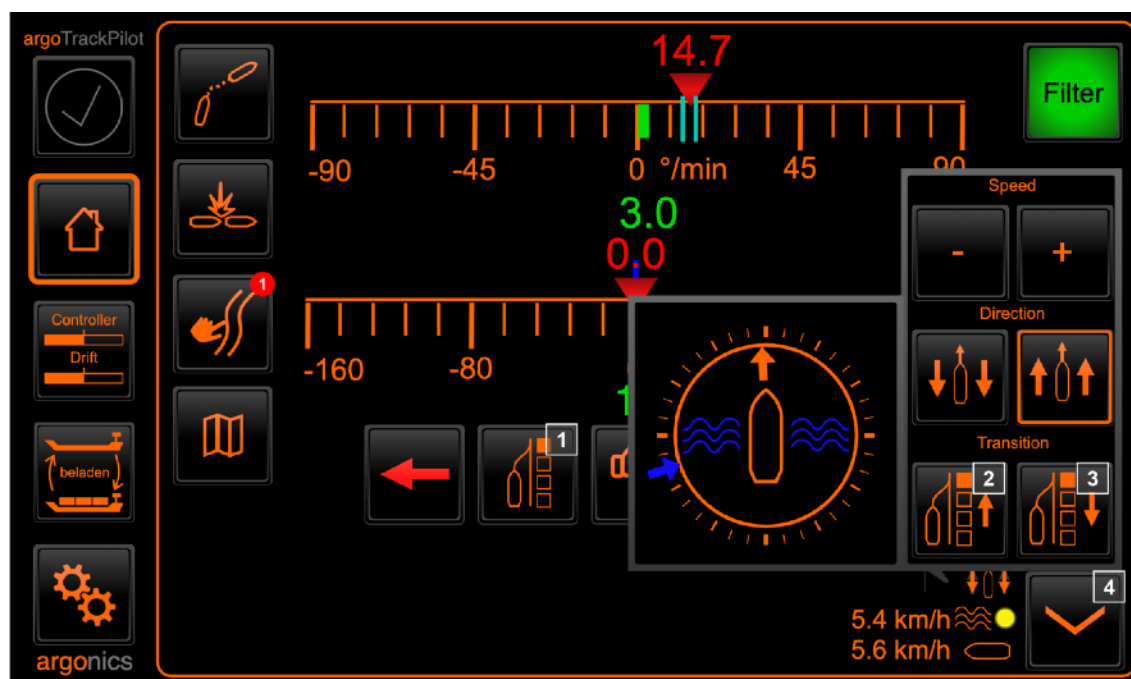 argoTrackPilot
14.7
Filter
-90 -45 0 °/min 45 90
Speed
- +
3.0
0.0
1
Controller
Drift
Direction
-160 -80
Transition
1 2 3
beladen
4
5.4 km/h
5.6 km/h
argonics